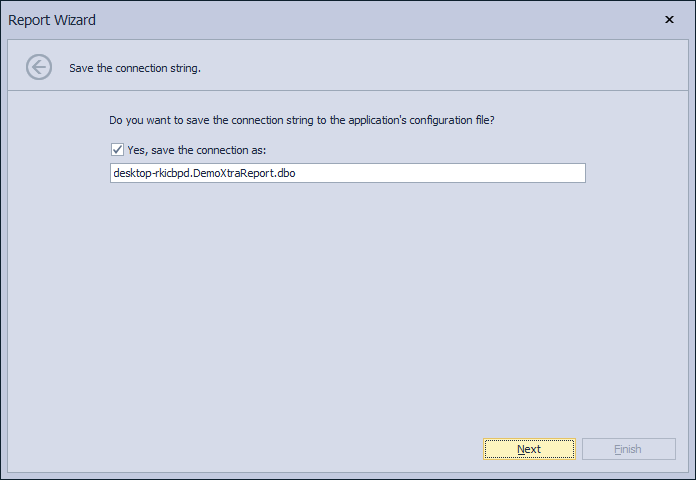 Report Wizard
Save the connection string.
Do you want to save the connection string to the application's configuration file?
Yes, save the connection as:
desktop-rkicbpd.DemoXtraReport.dbo
Next
Finish